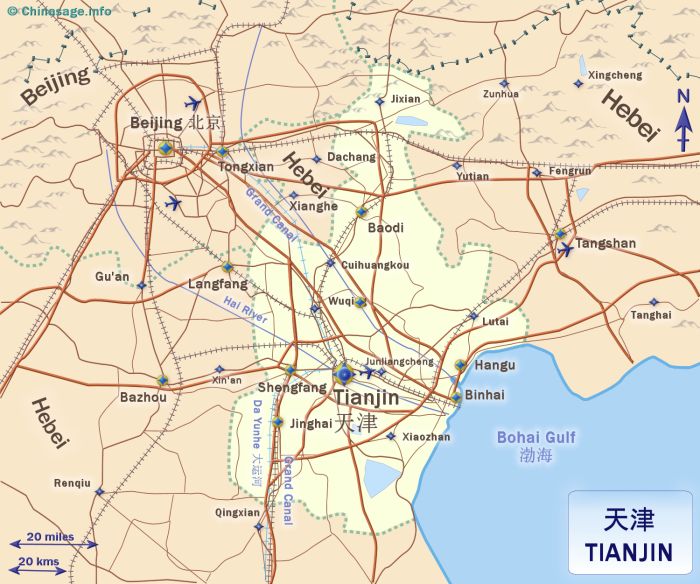 © Chinasage.info
Beijing
Jixian
Zunhua
Xingcheng
Hebei
N
Beijing 北京
Tongxian
Hebei
Dachang
Yutian
Fengrun
Xianghe
Grand Canal
Baodi
Tangshan
Cuihuangkou
Gu'an
Langfang
Hai River
Wuqing
Lutai
Tanghai
Junliangcheng
Hangu
Xin'an
Shengfang
Bazhou
Tianjin
天津
Binhai
Hebei
Da Yunhe 大运河
Grand Canal
Jinghai
Xiaozhan
Bohai Gulf
渤海
Renqiu
Qingxian
20 miles
20 kms
天津
TIANJIN